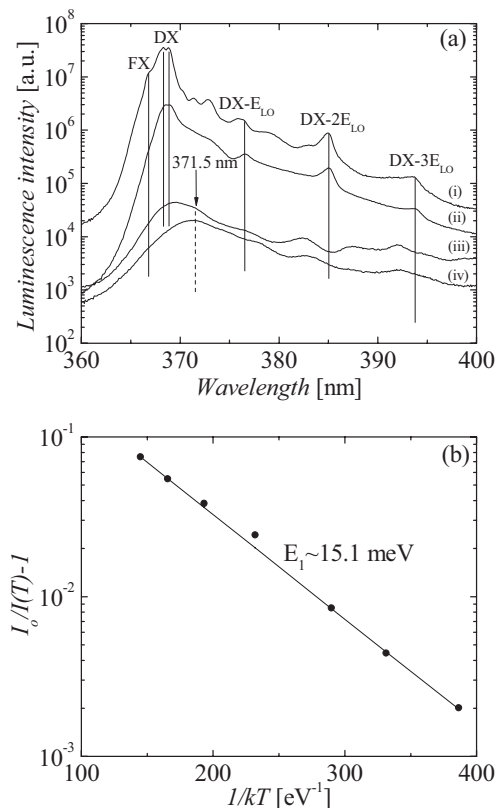 (a)
DX
FX
DX-E_LO
DX-2E_LO
DX-3E_LO
371.5 nm
(i)
(ii)
(iii)
(iv)
Luminescence intensity [a.u.]
10^8
10^7
10^6
10^5
10^4
10^3
10^2
360 370 380 390 400
Wavelength [nm]
(b)
E_1~15.1 meV
I_o/I(T)-1
10^-1
10^-2
10^-3
100 200 300 400
1/kT [eV^-1]